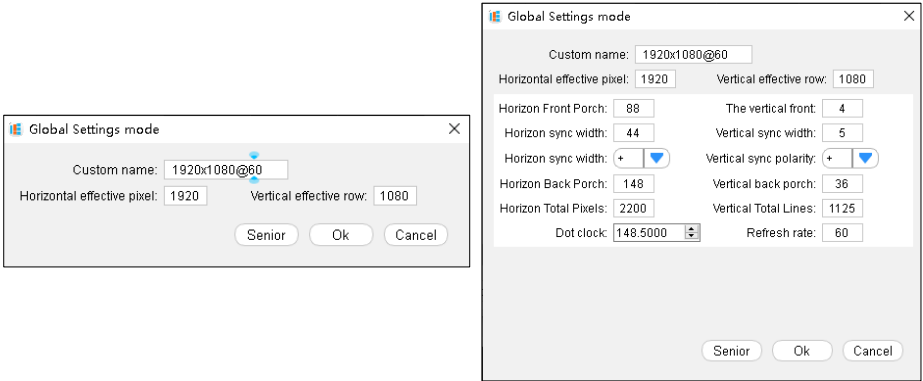 Global Settings mode
Custom name: 1920x1080@60
Horizontal effective pixel: 1920 Vertical effective row: 1080
Senior Ok Cancel
Global Settings mode
Custom name: 1920x1080@60
Horizontal effective pixel: 1920 Vertical effective row: 1080
Horizon Front Porch: 88 The vertical front: 4
Horizon sync width: 44 Vertical sync width: 5
Horizon sync width: + Vertical sync polarity: +
Horizon Back Porch: 148 Vertical back porch: 36
Horizon Total Pixels: 2200 Vertical Total Lines: 1125
Dot clock: 148.5000 Refresh rate: 60
Senior Ok Cancel